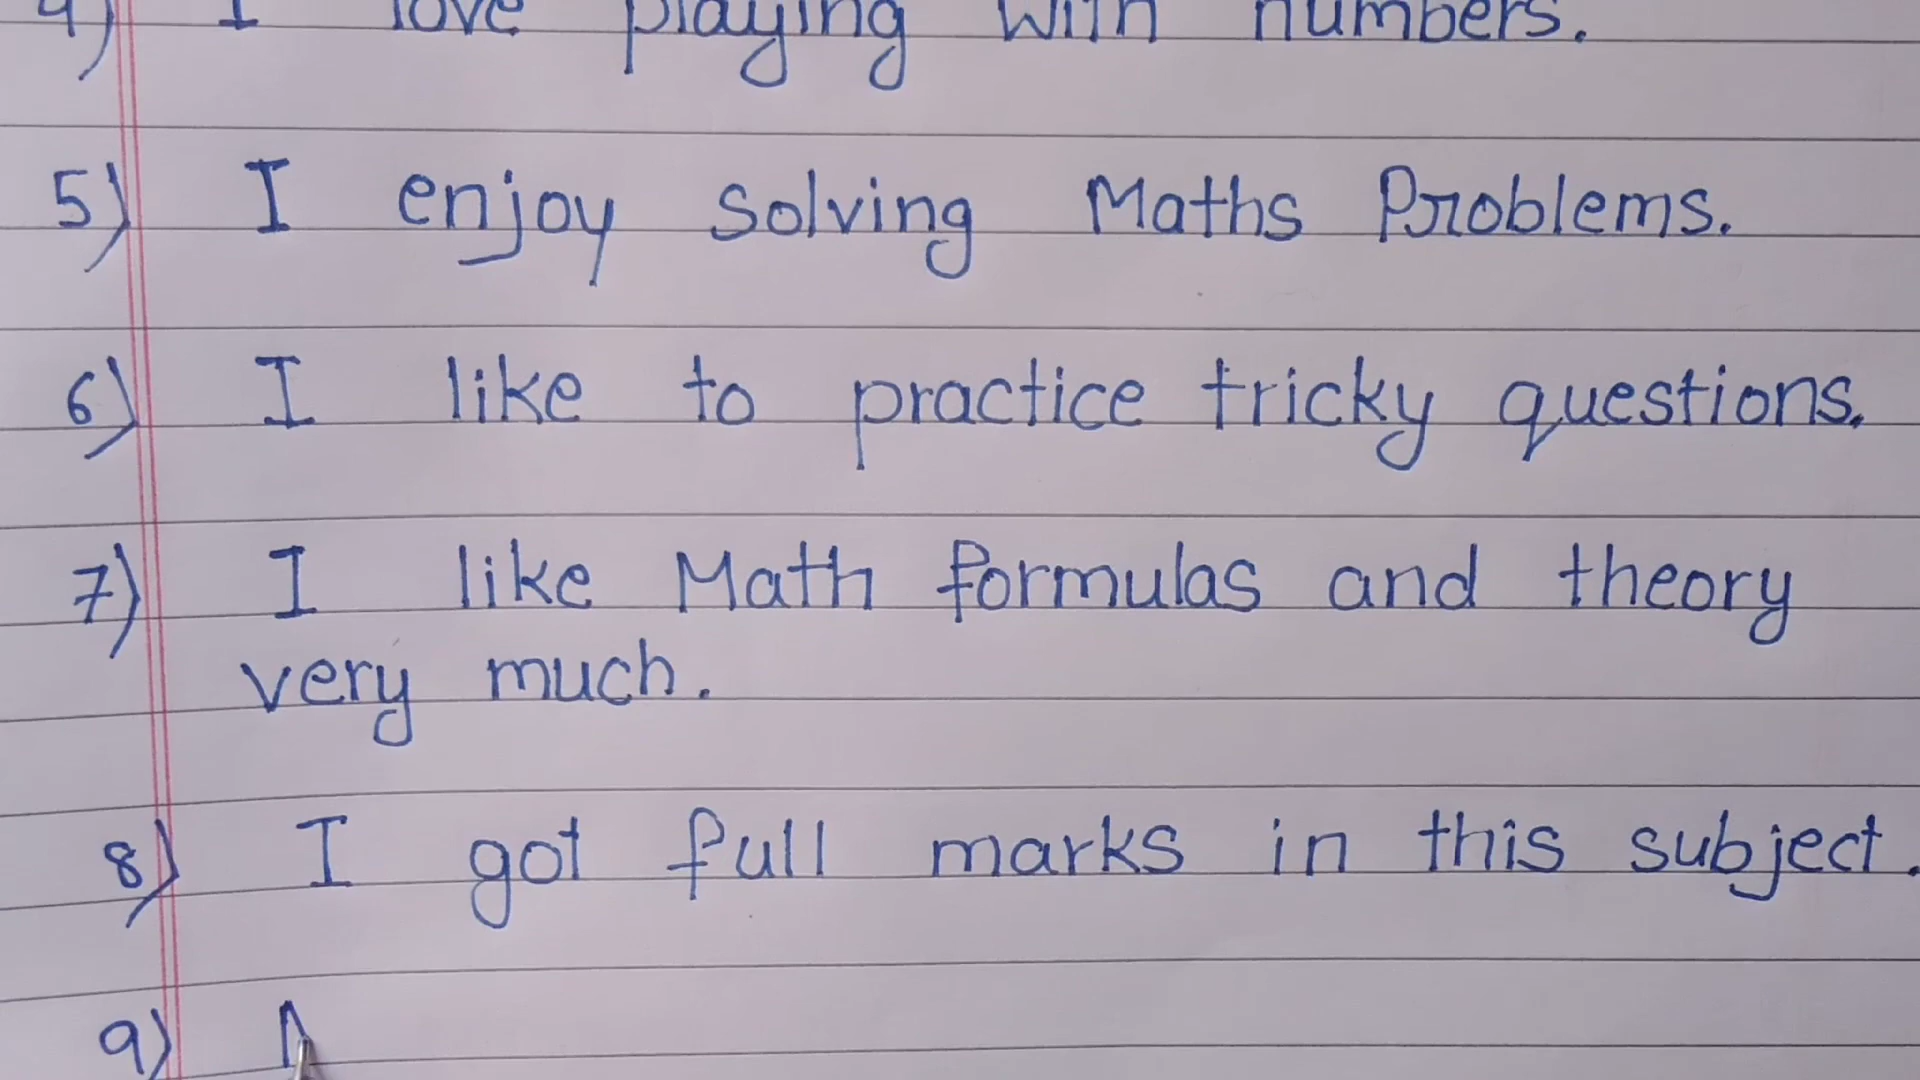 4) I love playing with numbers.
5) I enjoy solving Maths Problems.
6) I like to practice tricky questions.
7) I like Math formulas and theory
very much.
8) I got full marks in this subject.
9)